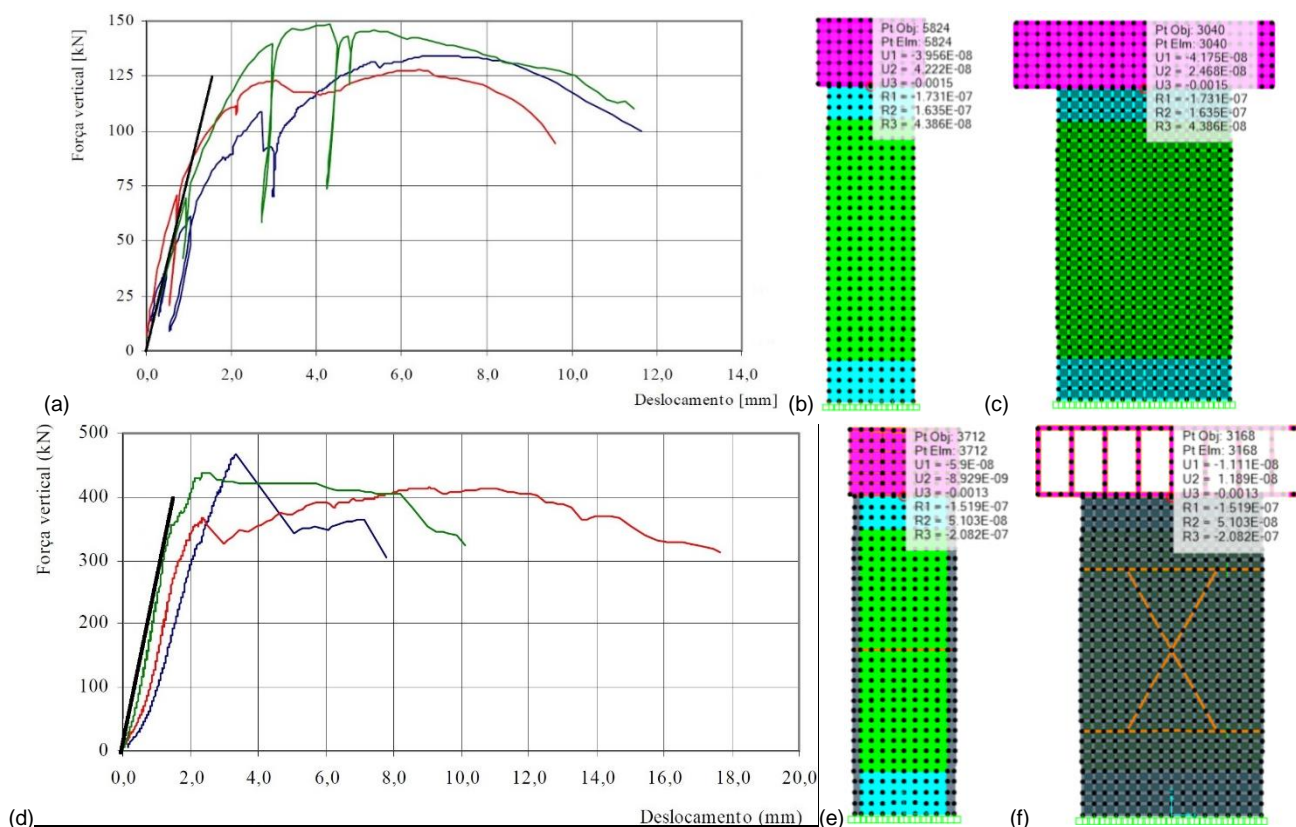 150
125
100
75
50
25
0
Força vertical [kN]
0,0 2,0 4,0 6,0 8,0 10,0 12,0 14,0
Deslocamento [mm]
(a)
Pt Obj: 5824
Pt Elm: 5824
U1 = -3.956E-08
U2 = 4.222E-08
U3 = -0.0015
R1 = -1.731E-07
R2 = 1.635E-07
R3 = 4.386E-08
(b)
Pt Obj: 3040
Pt Elm: 3040
U1 = -4.175E-08
U2 = 2.468E-08
U3 = -0.0015
R1 = -1.731E-07
R2 = 1.635E-07
R3 = 4.386E-08
(c)
500
400
300
200
100
0
Força vertical (kN)
0,0 2,0 4,0 6,0 8,0 10,0 12,0 14,0 16,0 18,0 20,0
Deslocamento (mm)
(d)
Pt Obj: 3712
Pt Elm: 3712
U1 = -5.9E-08
U2 = -8.929E-09
U3 = -0.0013
R1 = -1.519E-07
R2 = 5.103E-08
R3 = -2.082E-07
(e)
Pt Obj: 3168
Pt Elm: 3168
U1 = -1.111E-08
U2 = 1.189E-08
U3 = -0.0013
R1 = -1.519E-07
R2 = 5.103E-08
R3 = -2.082E-07
(f)